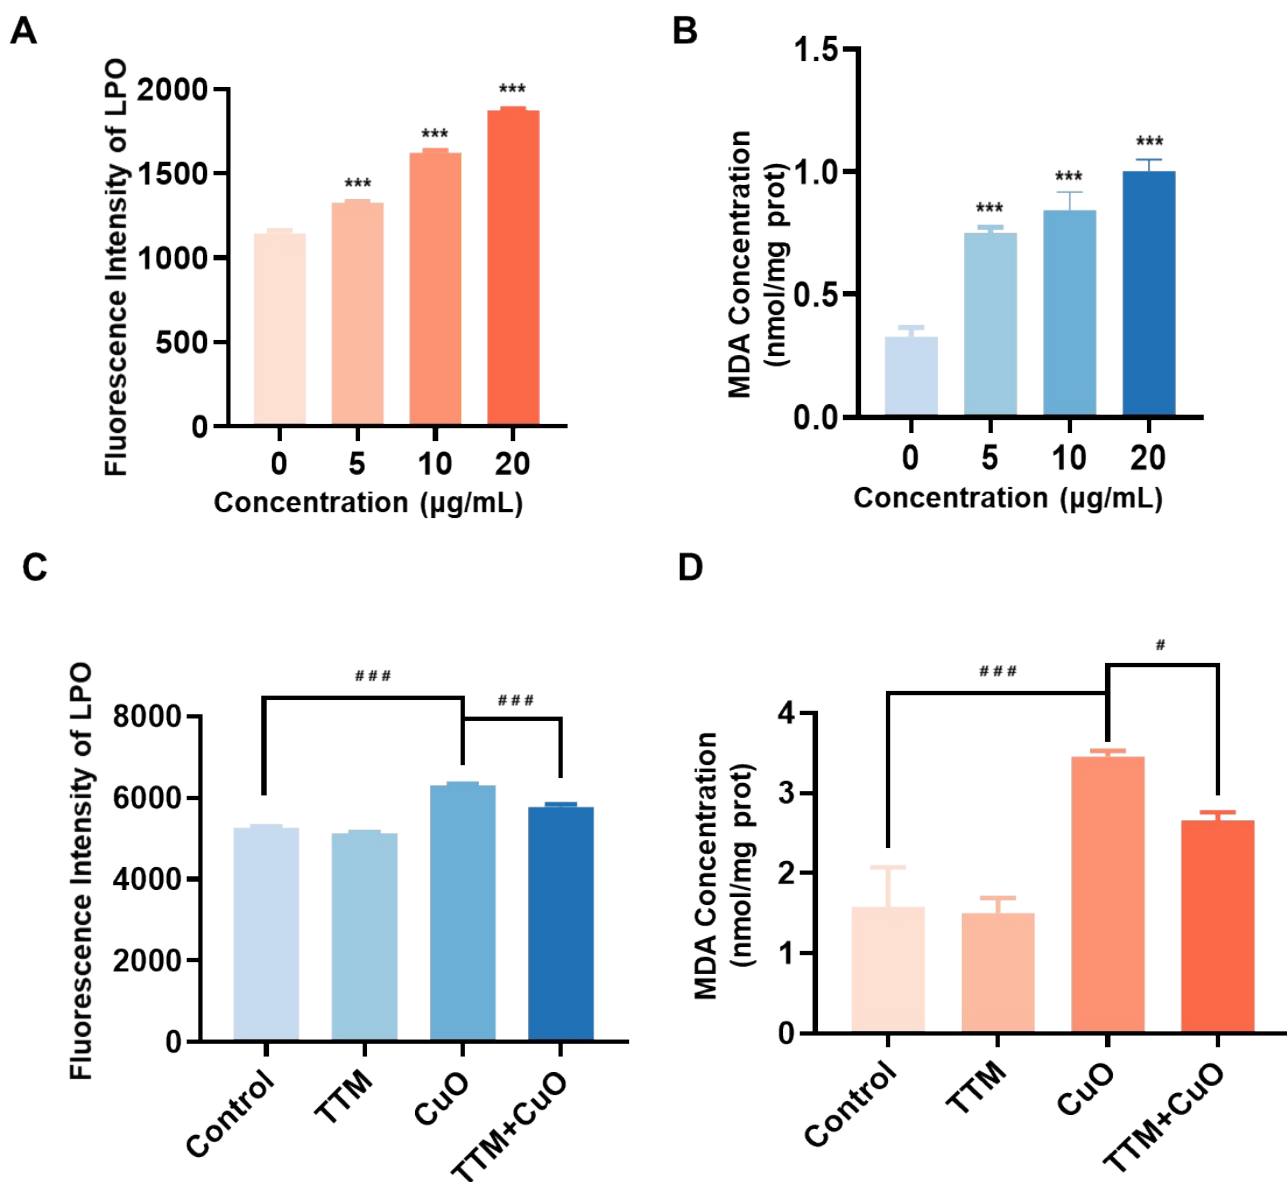 A
Fluorescence Intensity of LPO
2000
1500
1000
500
0
***
***
***
0 5 10 20
Concentration (µg/mL)
B
MDA Concentration
(nmol/mg prot)
1.5
1.0
0.5
0.0
***
***
***
0 5 10 20
Concentration (µg/mL)
C
Fluorescence Intensity of LPO
8000
6000
4000
2000
0
###
###
Control
TTM
CuO
TTM+CuO
D
MDA Concentration
(nmol/mg prot)
4
3
2
1
0
###
#
Control
TTM
CuO
TTM+CuO